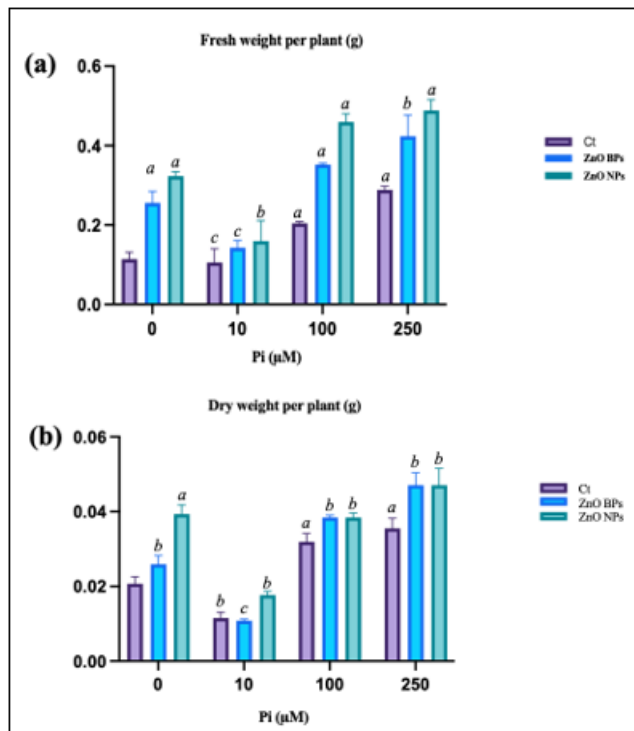 Fresh weight per plant (g)
(a)
0.6
0.4
0.2
0.0
a
a
c
c
b
a
a
a
a
b
a
0
10
100
250
Pi (μM)
Ct
ZnO BPs
ZnO NPs
Dry weight per plant (g)
(b)
0.06
0.04
0.02
0.00
b
a
b
c
b
a
b
b
a
b
b
0
10
100
250
Pi (μM)
Ct
ZnO BPs
ZnO NPs